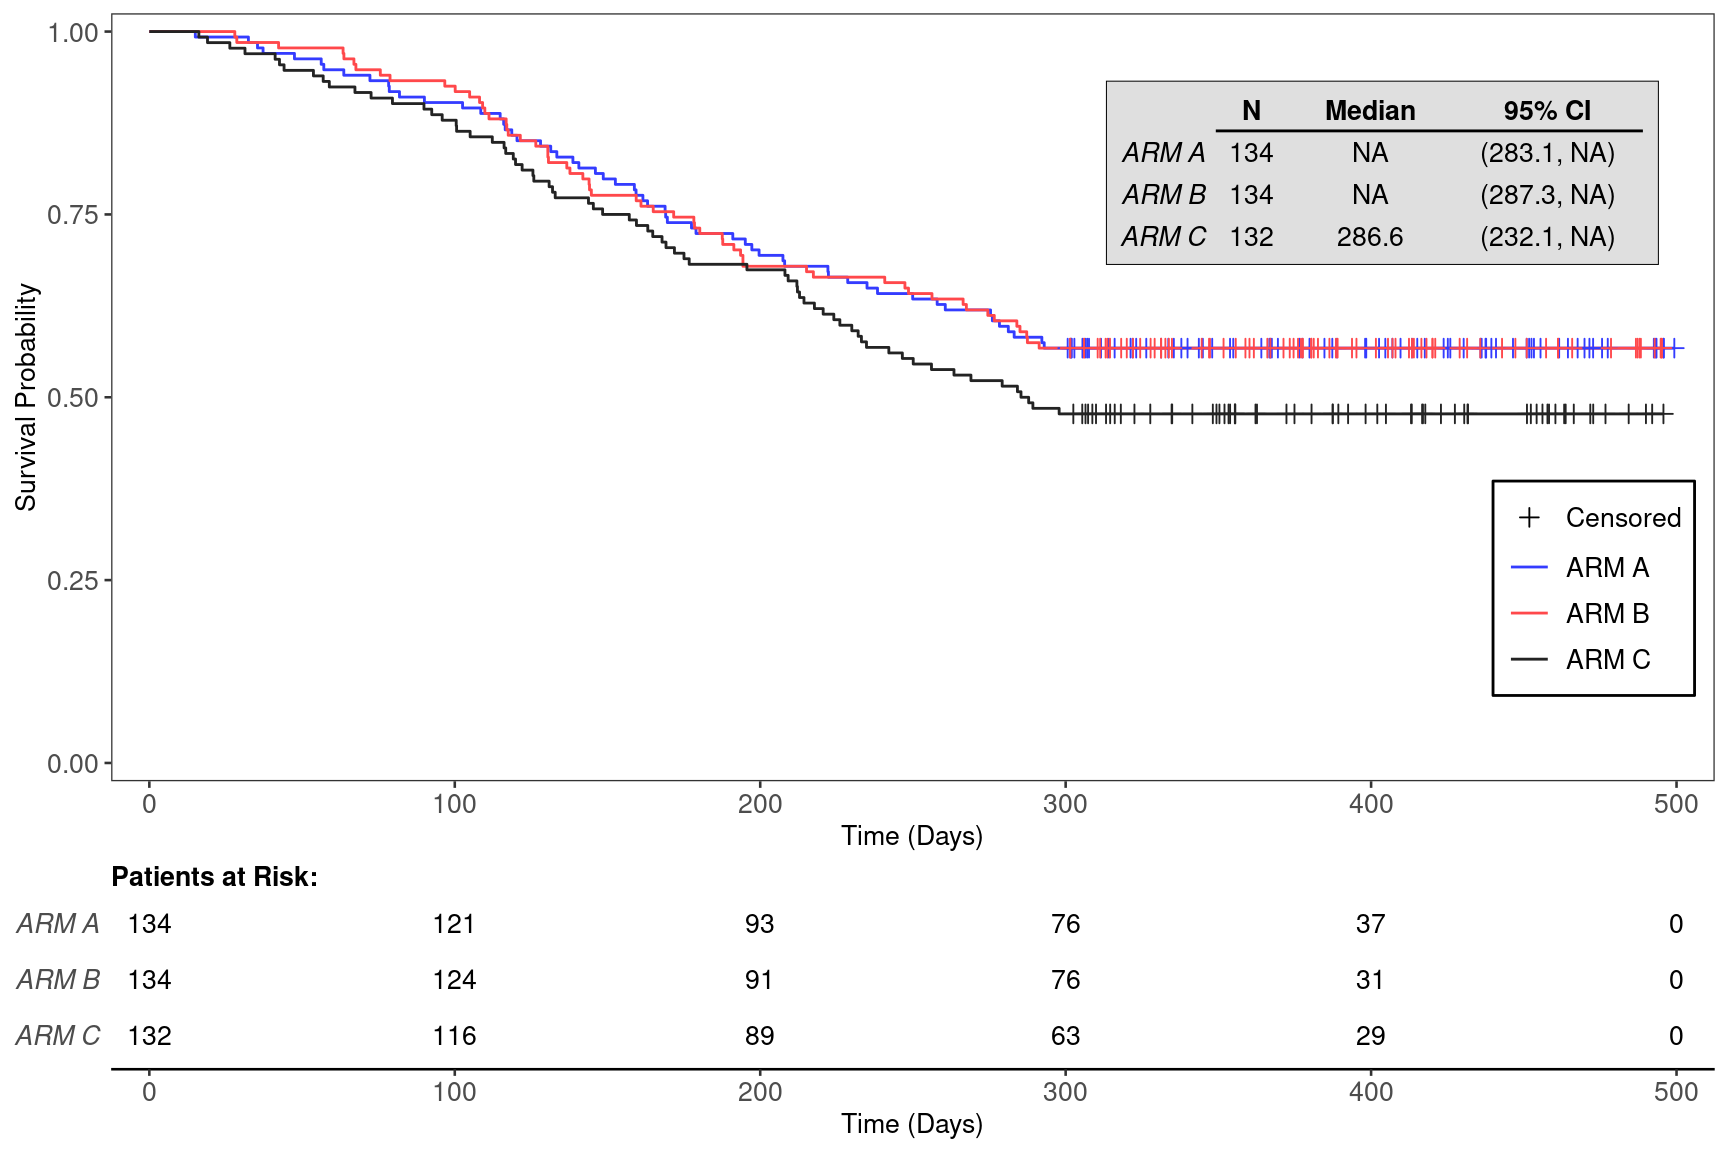 1.00
0.75
0.50
0.25
0.00
Survival Probability
N Median 95% CI
ARM A 134 NA (283.1, NA)
ARM B 134 NA (287.3, NA)
ARM C 132 286.6 (232.1, NA)
Censored
ARM A
ARM B
ARM C
0 100 200 300 400 500
Time (Days)
Patients at Risk:
ARM A 134 121 93 76 37 0
ARM B 134 124 91 76 31 0
ARM C 132 116 89 63 29 0
0 100 200 300 400 500
Time (Days)